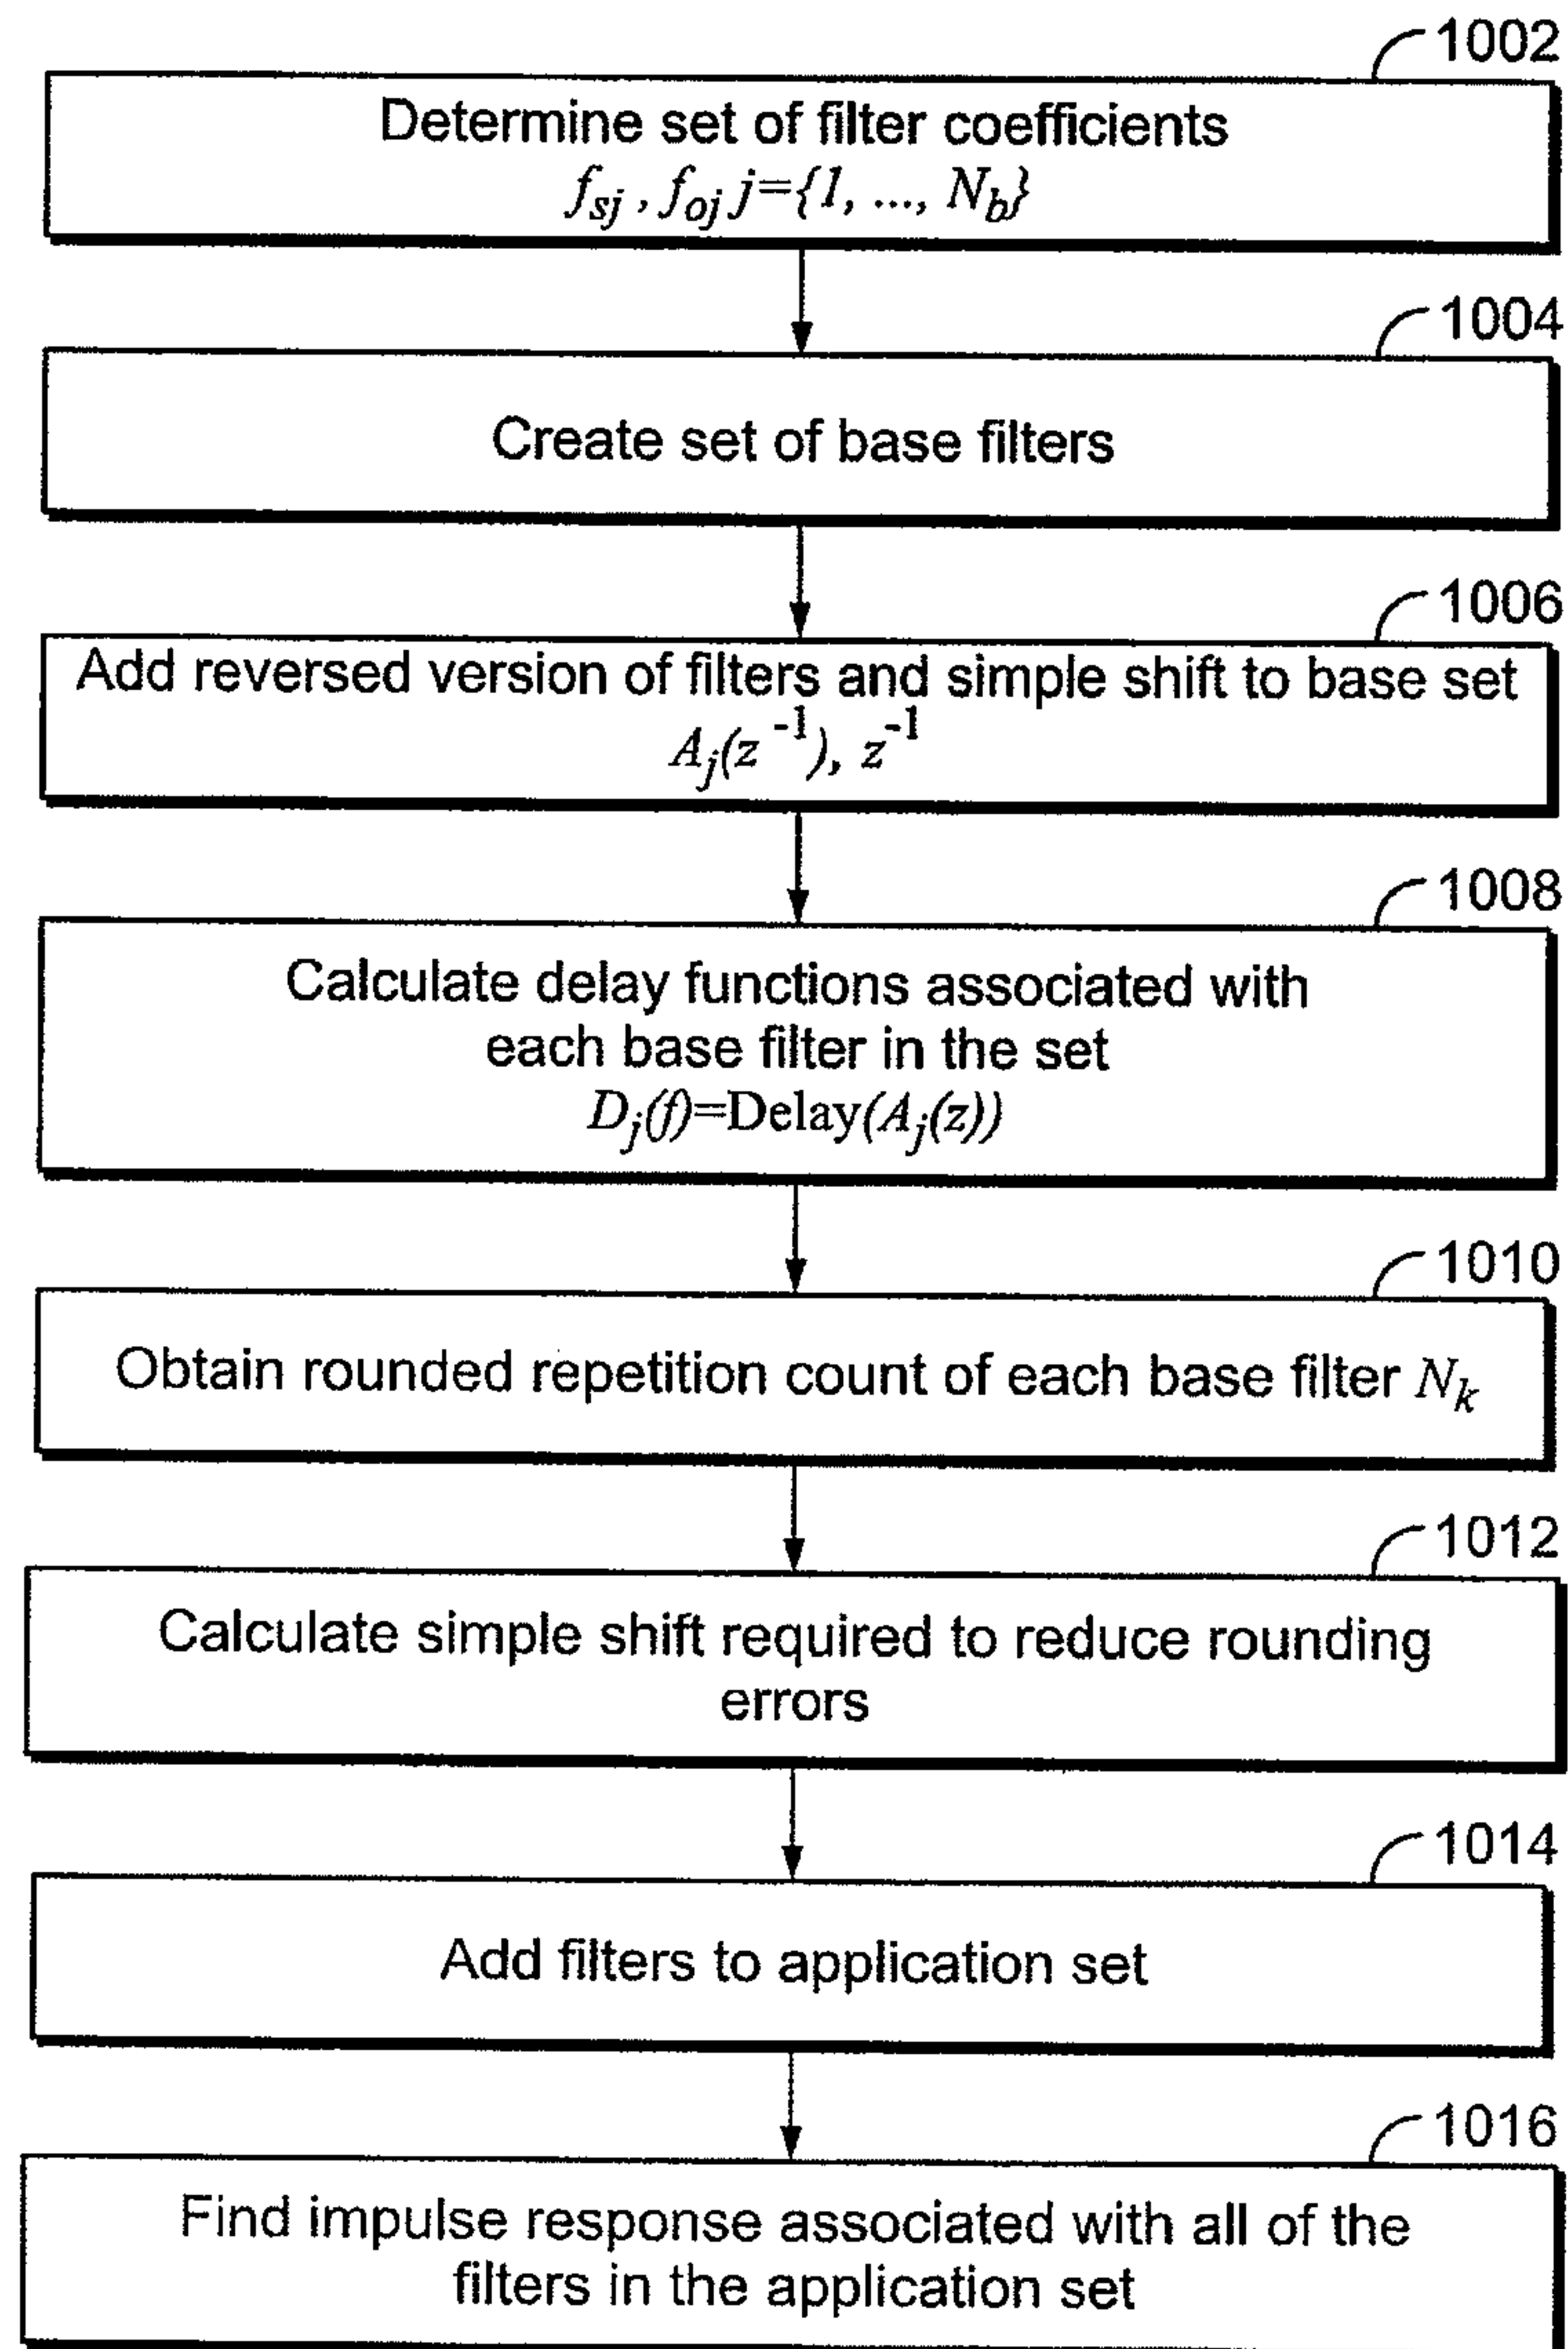 1002
Determine set of filter coefficients
f_sj , f_oj j={1, ..., N_b}
1004
Create set of base filters
1006
Add reversed version of filters and simple shift to base set
A_j(z^-1), z^-1
1008
Calculate delay functions associated with
each base filter in the set
D_j(f)=Delay(A_j(z))
1010
Obtain rounded repetition count of each base filter N_k
1012
Calculate simple shift required to reduce rounding
errors
1014
Add filters to application set
1016
Find impulse response associated with all of the
filters in the application set